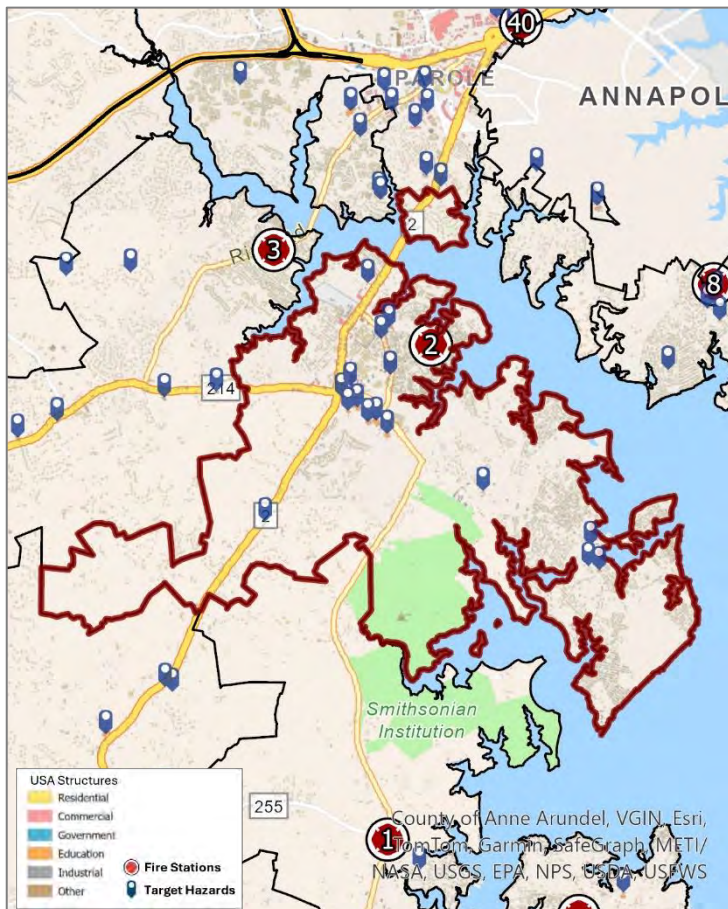 40
PAROLE
ANNAPOL
2
3
8
2
214
2
Smithsonian
Institution
USA Structures
Residential
Commercial
Government
Education
Industrial
Other
Fire Stations
Target Hazards
255
1
County of Anne Arundel, VGIN, Esri,
TomTom, Garmin, SafeGraph, METI/
NASA, USGS, EPA, NPS, USDA, USFWS